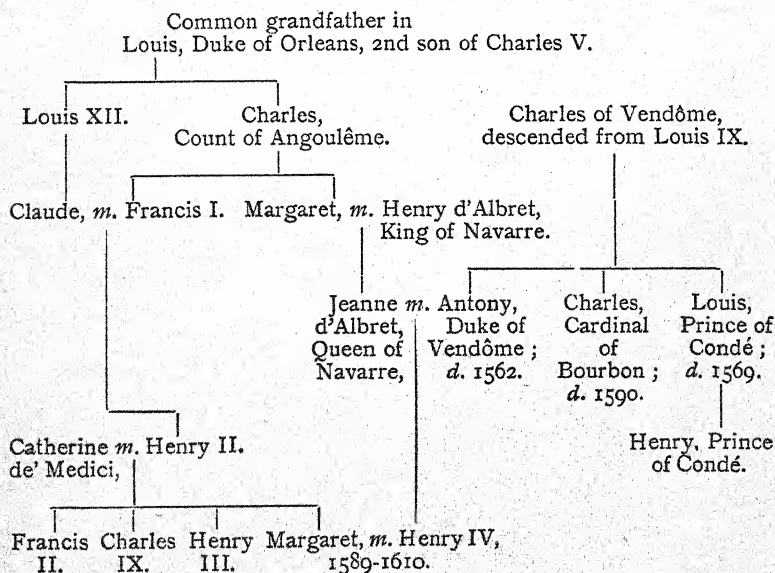 Common grandfather in
Louis, Duke of Orleans, 2nd son of Charles V.
Louis XII.
Charles,
Count of Angoulême.
Charles of Vendôme,
descended from Louis IX.
Claude, m. Francis I.
Margaret, m. Henry d'Albret,
King of Navarre.
Jeanne m. Antony,
d'Albret, Duke of
Queen of Vendôme ;
Navarre, d. 1562.
Charles,
Cardinal
of
Bourbon ;
d. 1590.
Louis,
Prince of
Condé ;
d. 1569.
Catherine m. Henry II.
de' Medici,
Henry, Prince
of Condé.
Francis
II.
Charles
IX.
Henry
III.
Margaret, m. Henry IV,
1589-1610.